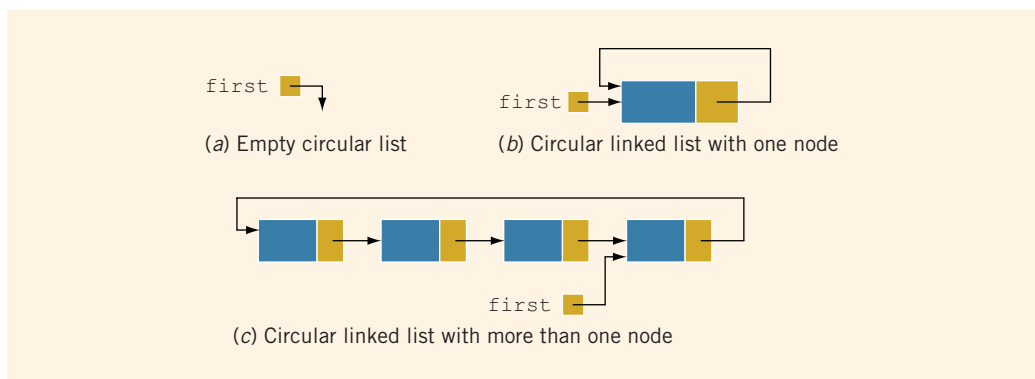 first
(a) Empty circular list
first
(b) Circular linked list with one node
first
(c) Circular linked list with more than one node